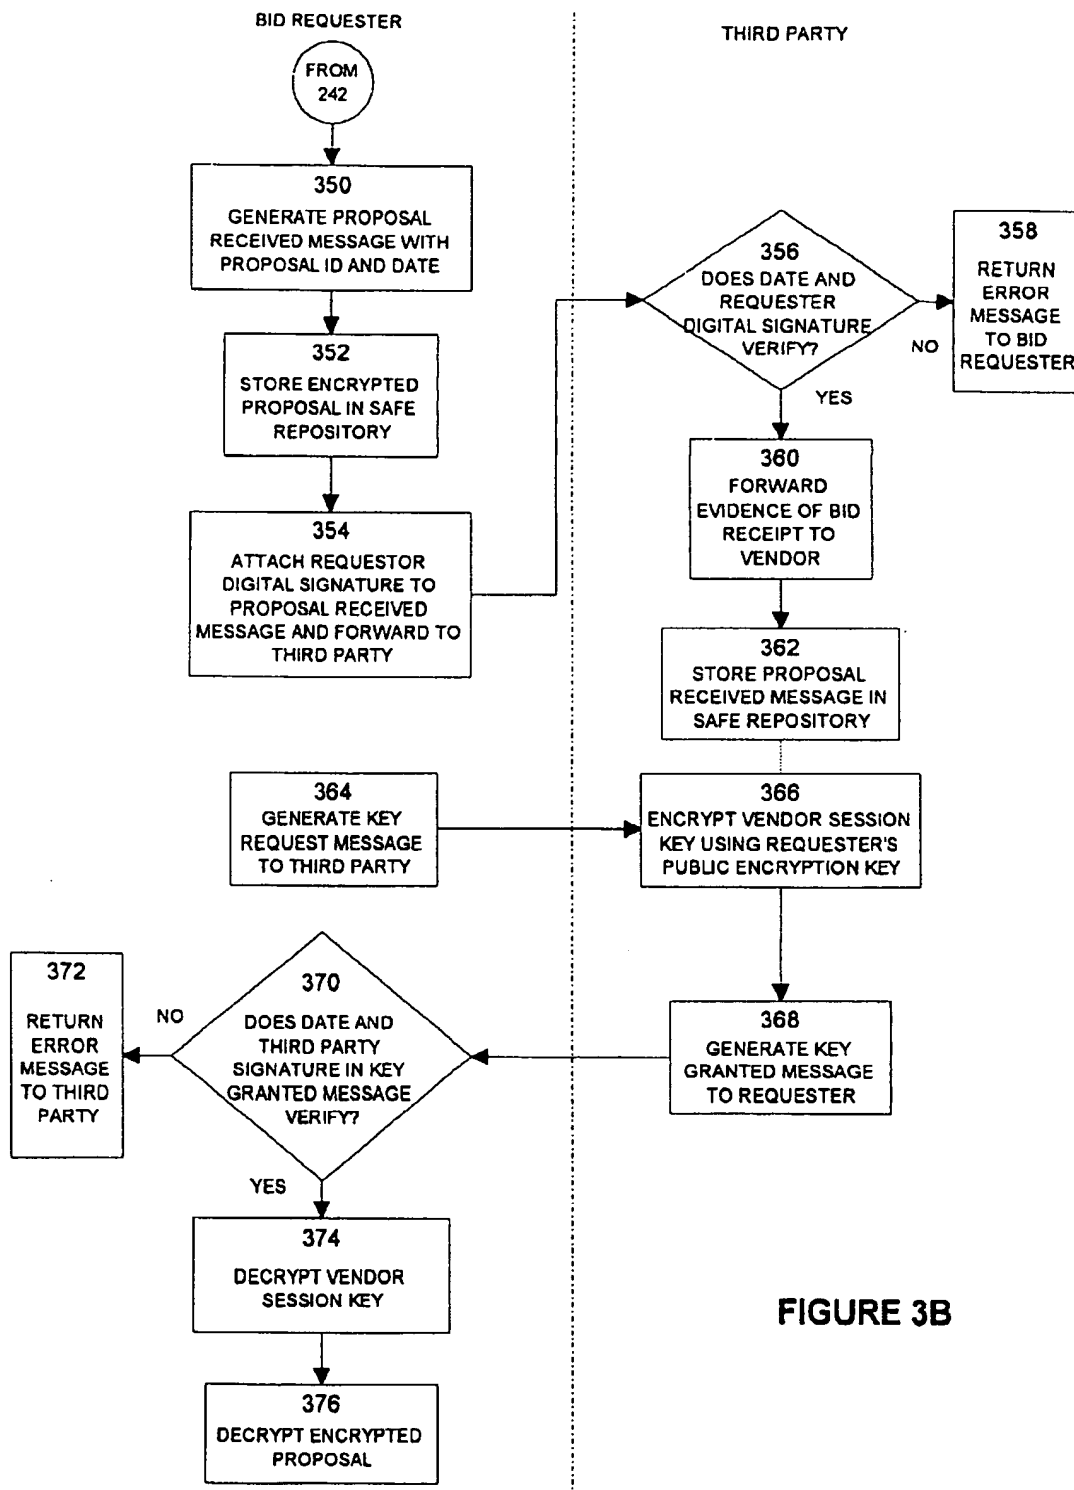 BID REQUESTER
THIRD PARTY
FROM
242
350
GENERATE PROPOSAL
RECEIVED MESSAGE WITH
PROPOSAL ID AND DATE
352
STORE ENCRYPTED
PROPOSAL IN SAFE
REPOSITORY
354
ATTACH REQUESTOR
DIGITAL SIGNATURE TO
PROPOSAL RECEIVED
MESSAGE AND FORWARD TO
THIRD PARTY
356
DOES DATE AND
REQUESTER
DIGITAL SIGNATURE
VERIFY?
NO
358
RETURN
ERROR
MESSAGE
TO BID
REQUESTER
YES
360
FORWARD
EVIDENCE OF BID
RECEIPT TO
VENDOR
362
STORE PROPOSAL
RECEIVED MESSAGE IN
SAFE REPOSITORY
364
GENERATE KEY
REQUEST MESSAGE
TO THIRD PARTY
366
ENCRYPT VENDOR SESSION
KEY USING REQUESTER'S
PUBLIC ENCRYPTION KEY
368
GENERATE KEY
GRANTED MESSAGE
TO REQUESTER
370
DOES DATE AND
THIRD PARTY
SIGNATURE IN KEY
GRANTED MESSAGE
VERIFY?
NO
372
RETURN
ERROR
MESSAGE
TO THIRD
PARTY
YES
374
DECRYPT VENDOR
SESSION KEY
376
DECRYPT ENCRYPTED
PROPOSAL
FIGURE 3B